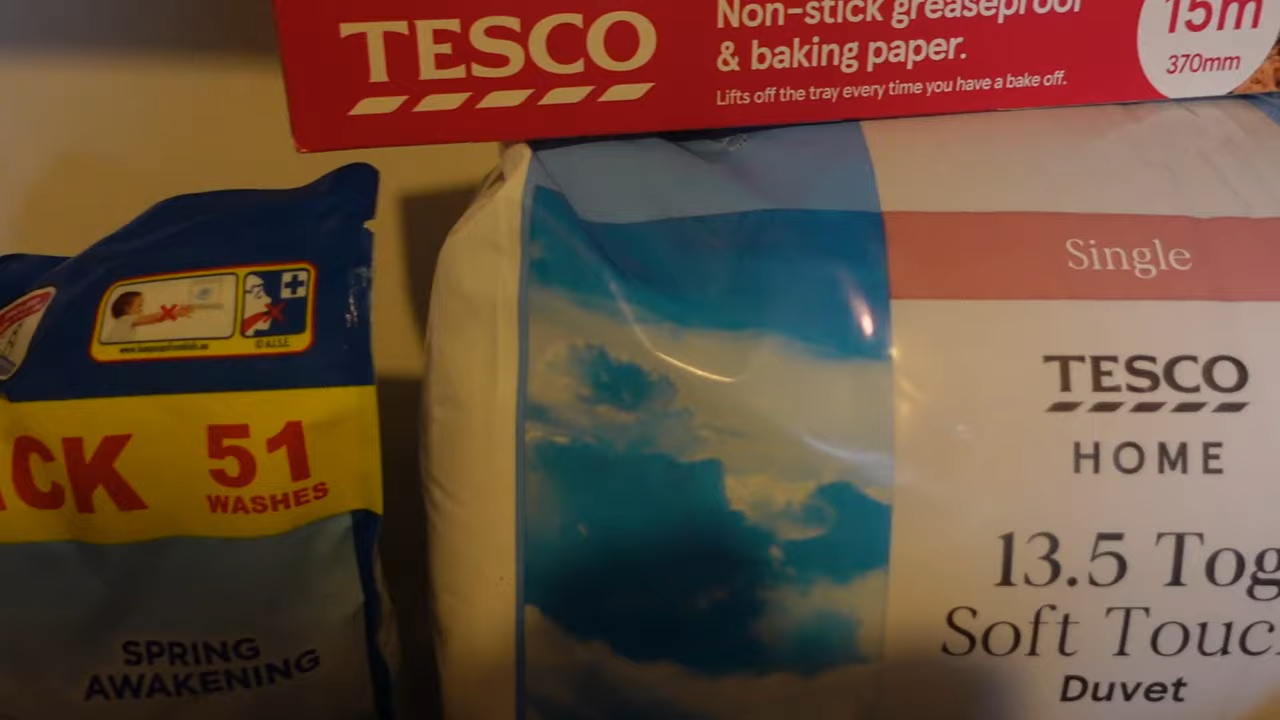 TESCO
Non-stick greaseproof
& baking paper.
Lifts off the tray every time you have a bake off.
15m
370mm
Single
TESCO
HOME
13.5 Tog
Soft Touc
Duvet
© A.I.S.E.
CK
51
WASHES
SPRING
AWAKENING